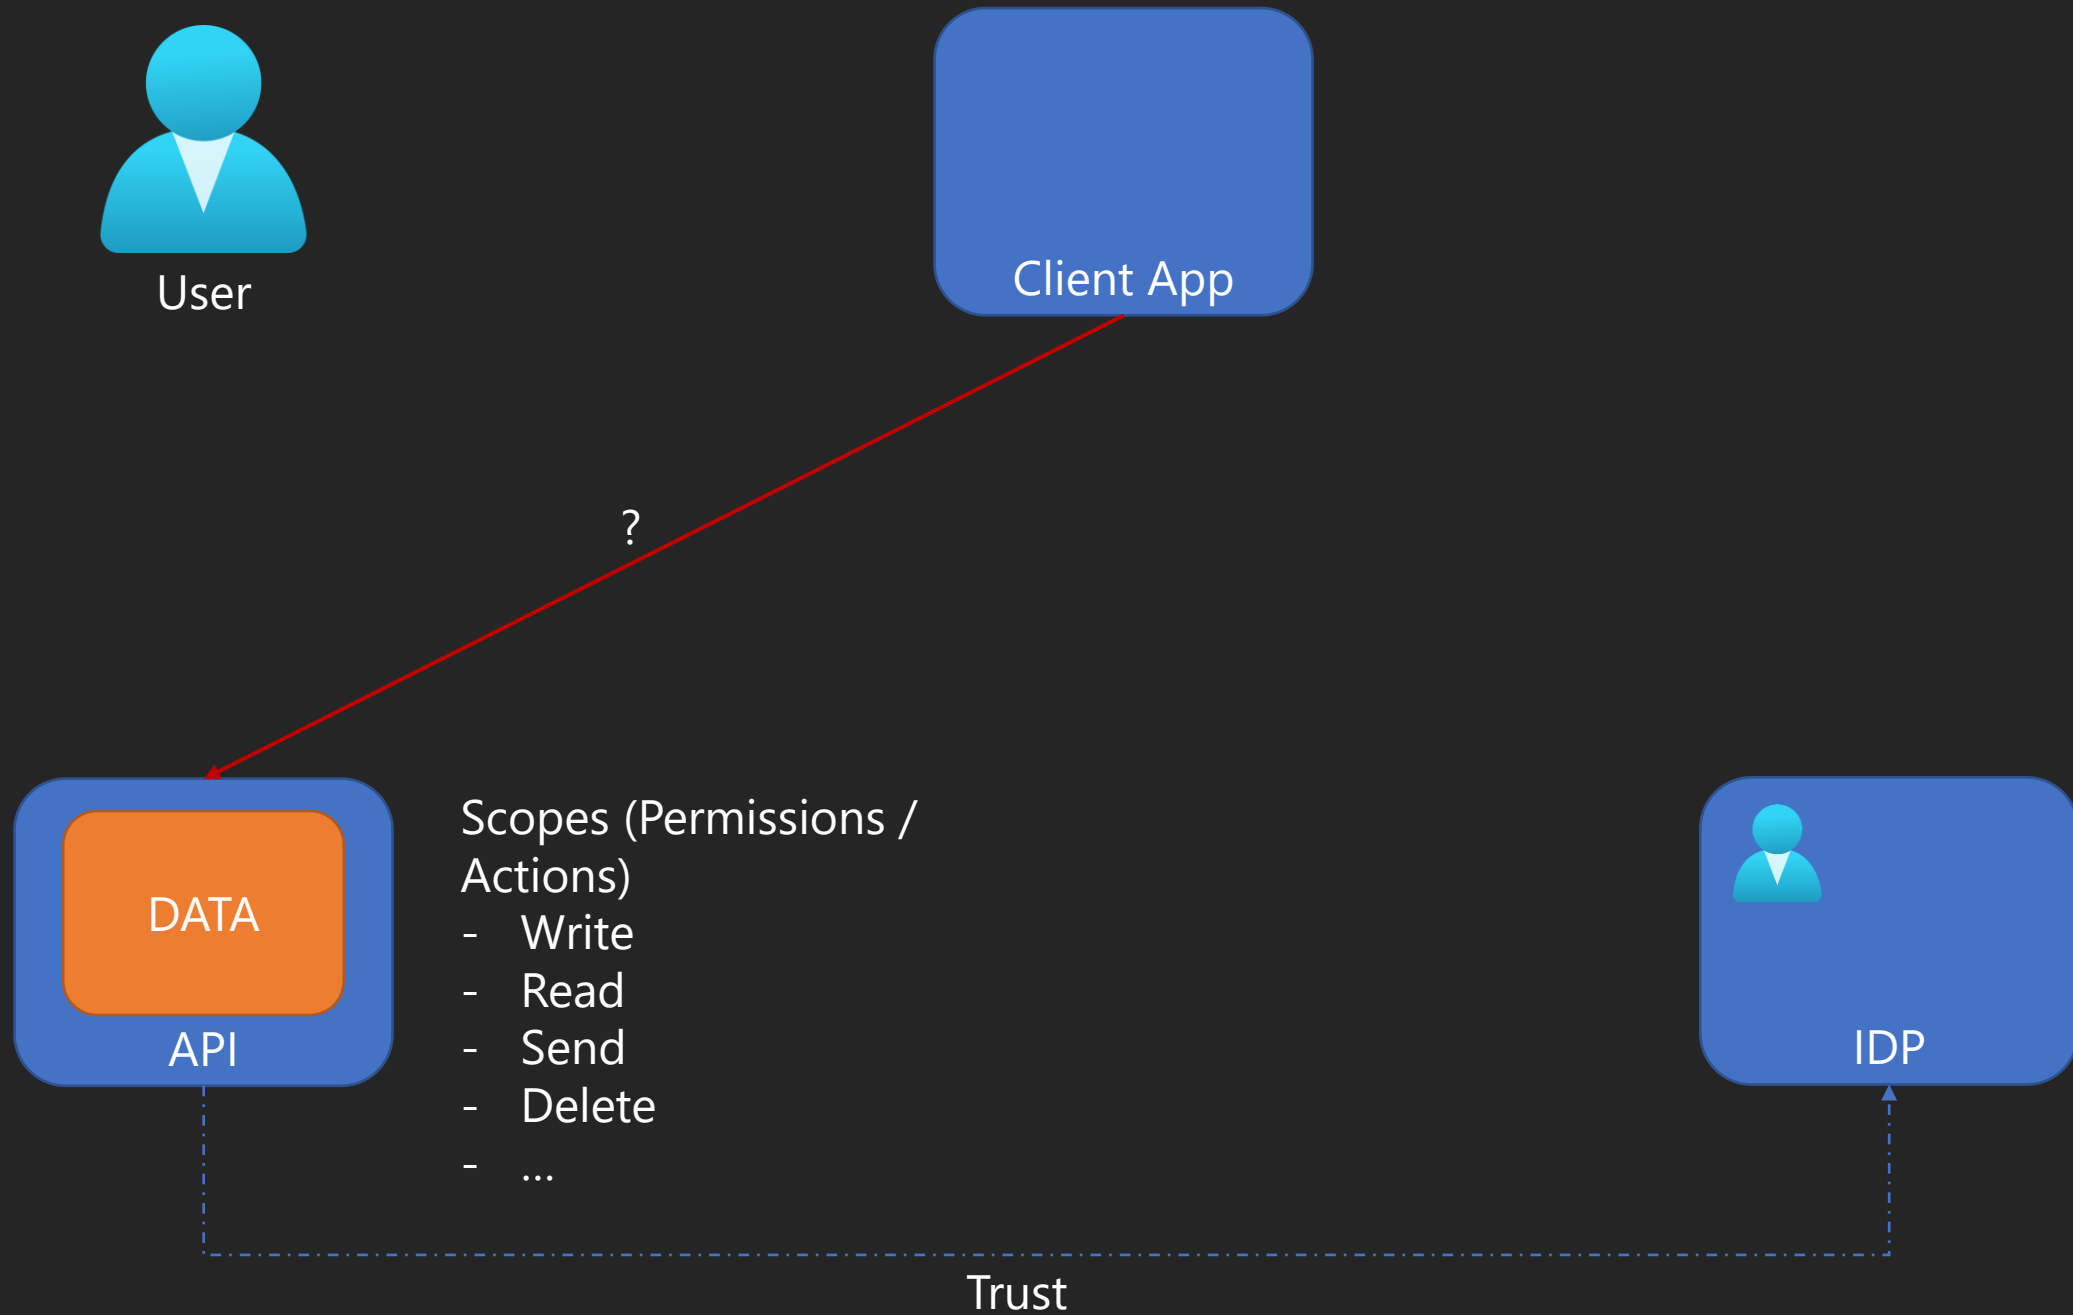 User
Client App
?
Scopes (Permissions /
Actions)
- Write
- Read
- Send
- Delete
- ...
DATA
API
IDP
Trust